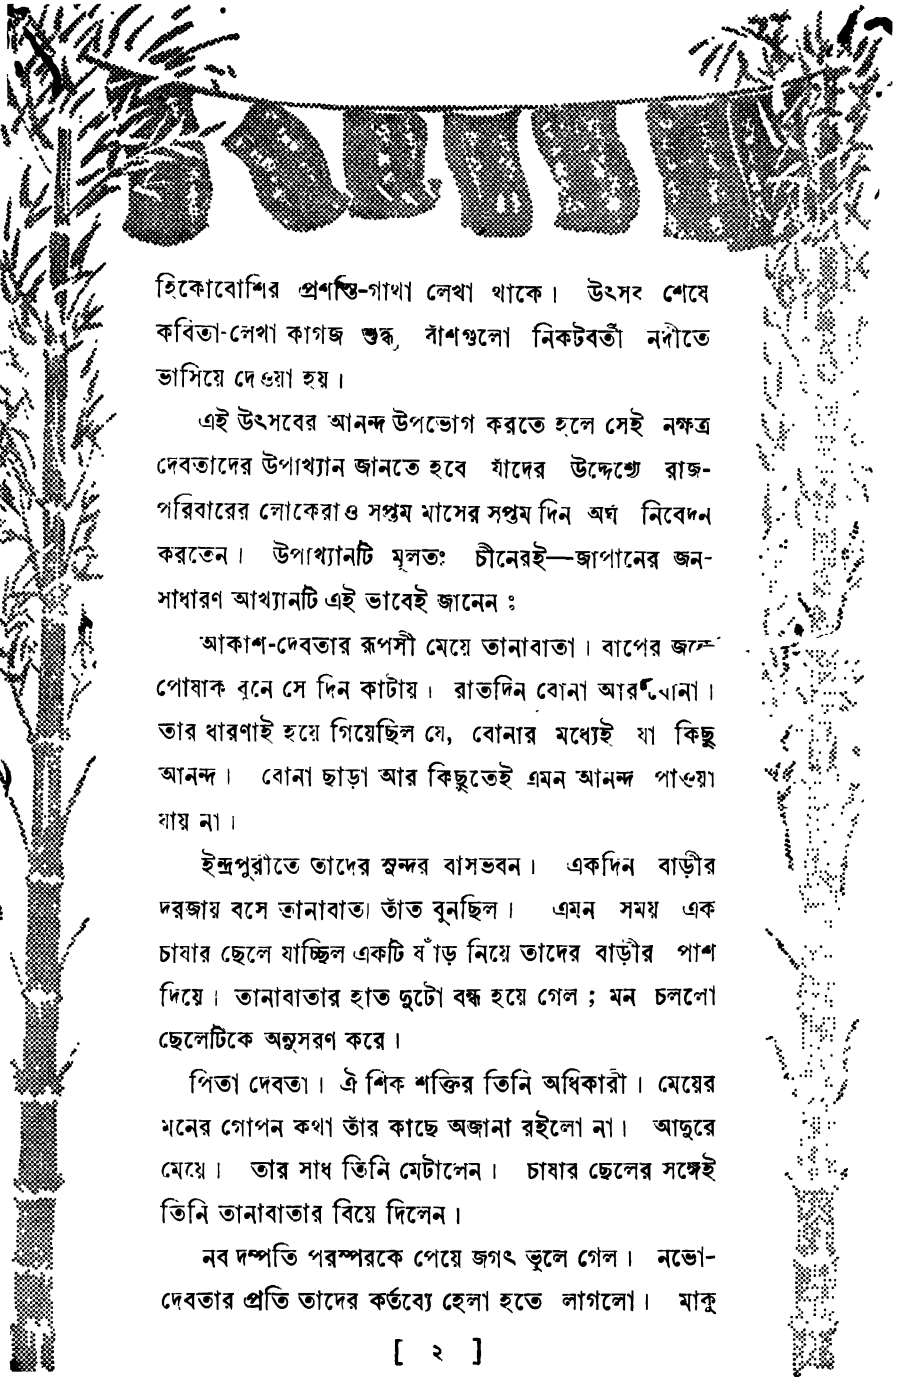 হিকোবোশির প্রশস্তি-গাথা লেখা থাকে। উৎসব শেষে
কবিতা-লেখা কাগজ শুদ্ধ, বাঁশগুলো নিকটবর্তী নদীতে
ভাসিয়ে দেওয়া হয়।
এই উৎসবের আনন্দ উপভোগ করতে হলে সেই নক্ষত্র
দেবতাদের উপাখ্যান জানতে হবে যাঁদের উদ্দেশ্যে রাজ-
পরিবারের লোকেরাও সপ্তম মাসের সপ্তম দিন অর্ঘ নিবেদন
করতেন। উপাখ্যানটি মূলতঃ চীনেরই—জাপানের জন-
সাধারণ আখ্যানটি এই ভাবেই জানেন ঃ
আকাশ-দেবতার রূপসী মেয়ে তানাবাতা। বাপের জন্যে
পোষাক বুনে সে দিন কাটায়। রাতদিন বোনা আর বোনা।
তার ধারণাই হয়ে গিয়েছিল যে, বোনার মধ্যেই যা কিছু
আনন্দ। বোনা ছাড়া আর কিছুতেই এমন আনন্দ পাওয়া
যায় না।
ইন্দ্রপুরীতে তাদের সুন্দর বাসভবন। একদিন বাড়ীর
দরজায় বসে তানাবাতা তাঁত বুনছিল। এমন সময় এক
চাষার ছেলে যাচ্ছিল একটি ষাঁড় নিয়ে তাদের বাড়ীর পাশ
দিয়ে। তানাবাতার হাত দুটো বন্ধ হয়ে গেল ; মন চললো
ছেলেটিকে অনুসরণ করে।
পিতা দেবতা। ঐশিক শক্তির তিনি অধিকারী। মেয়ের
মনের গোপন কথা তাঁর কাছে অজানা রইলো না। আদুরে
মেয়ে। তার সাধ তিনি মেটালেন। চাষার ছেলের সঙ্গেই
তিনি তানাবাতার বিয়ে দিলেন।
নব দম্পতি পরস্পরকে পেয়ে জগৎ ভুলে গেল। নভো-
দেবতার প্রতি তাদের কর্তব্যে হেলা হতে লাগলো। মাকু
[ ২ ]